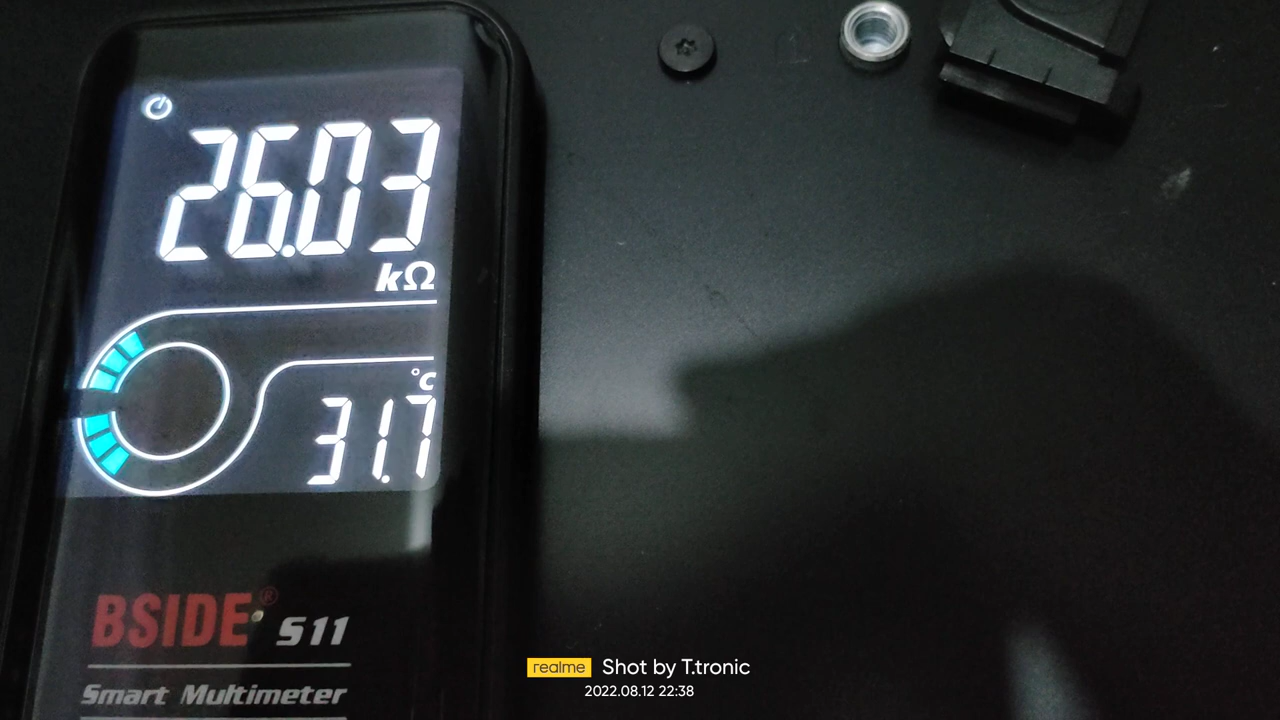 26.03
kΩ
°C
31.7
BSIDE® S11
Smart Multimeter
realme Shot by T.tronic
2022.08.12 22:38